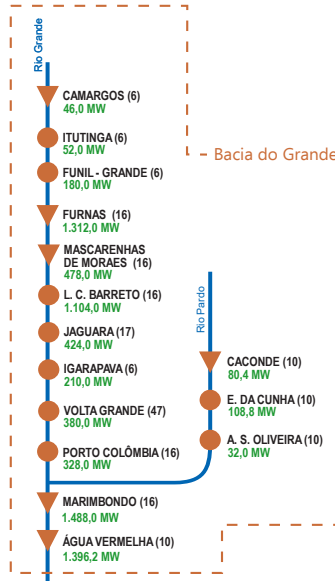 Rio Grande
CAMARGOS (6)
46,0 MW
ITUTINGA (6)
52,0 MW
FUNIL - GRANDE (6)
180,0 MW
Bacia do Grande
FURNAS (16)
1.312,0 MW
MASCARENHAS
DE MORAES (16)
478,0 MW
L. C. BARRETO (16)
1.104,0 MW
JAGUARA (17)
424,0 MW
IGARAPAVA (6)
210,0 MW
VOLTA GRANDE (47)
380,0 MW
PORTO COLÔMBIA (16)
328,0 MW
Rio Pardo
CACONDE (10)
80,4 MW
E. DA CUNHA (10)
108,8 MW
A. S. OLIVEIRA (10)
32,0 MW
MARIMBONDO (16)
1.488,0 MW
ÁGUA VERMELHA (10)
1.396,2 MW